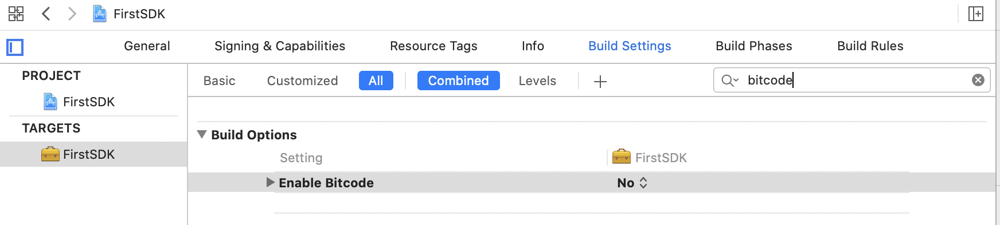 FirstSDK
General Signing & Capabilities Resource Tags Info Build Settings Build Phases Build Rules
PROJECT
FirstSDK
TARGETS
FirstSDK
Basic Customized All Combined Levels bitcode
Build Options
Setting FirstSDK
Enable Bitcode No